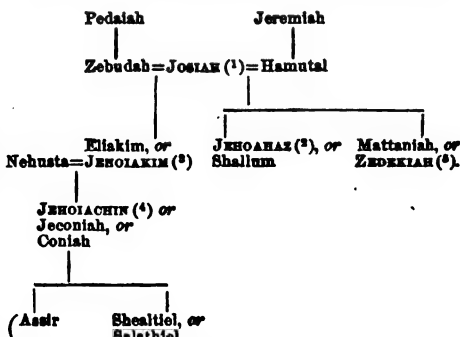 Pedaiah Jeremiah
Zebudah=JOSIAH (1)=Hamutal
Eliakim, or JEHOAHAZ (2), or Mattaniah, or
Nehusta=JEHOIAKIM (3) Shallum ZEDEKIAH (5).
JEHOIACHIN (4) or
Jeconiah, or
Coniah
(Assir Shealtiel, or
Salathiel